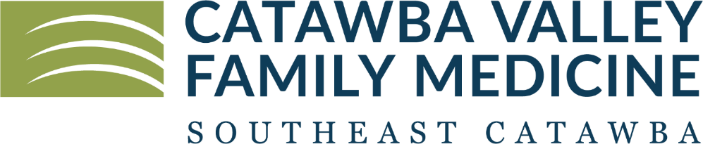 CATAWBA VALLEY
FAMILY MEDICINE
SOUTHEAST CATAWBA